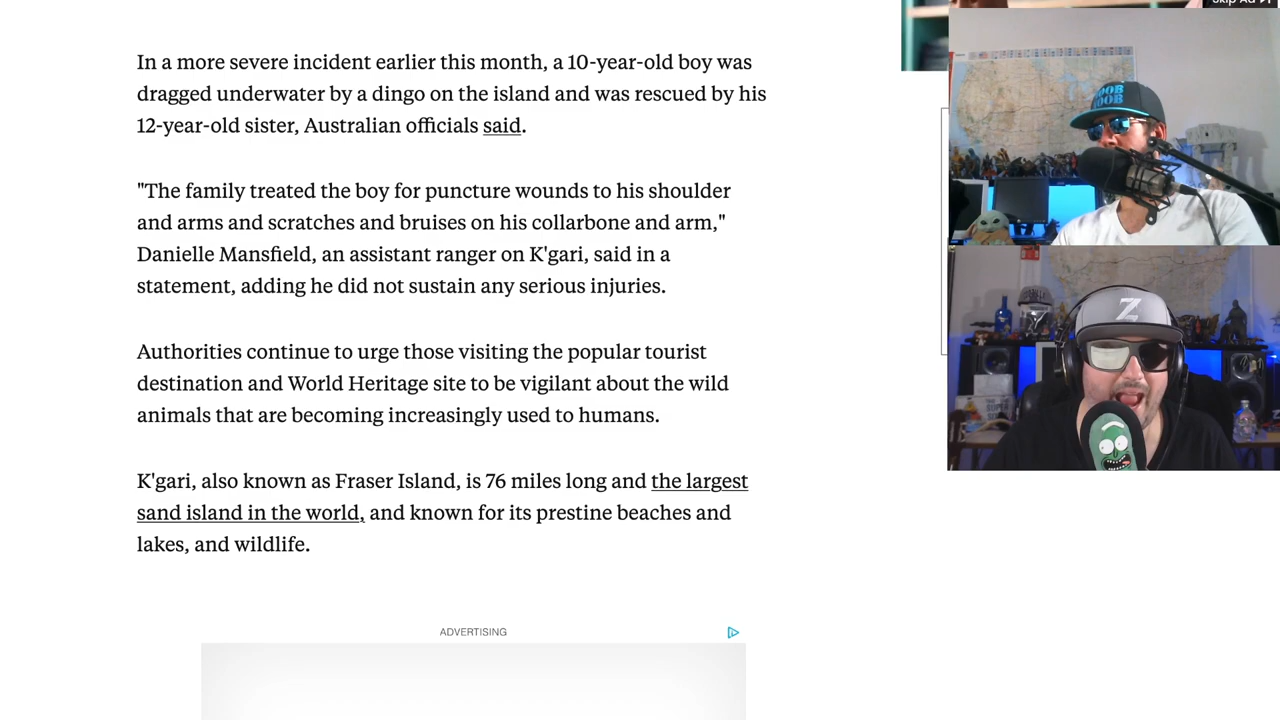 Skip Ad
In a more severe incident earlier this month, a 10-year-old boy was
dragged underwater by a dingo on the island and was rescued by his
12-year-old sister, Australian officials said.
"The family treated the boy for puncture wounds to his shoulder
and arms and scratches and bruises on his collarbone and arm,"
Danielle Mansfield, an assistant ranger on K'gari, said in a
statement, adding he did not sustain any serious injuries.
Authorities continue to urge those visiting the popular tourist
destination and World Heritage site to be vigilant about the wild
animals that are becoming increasingly used to humans.
K'gari, also known as Fraser Island, is 76 miles long and the largest
sand island in the world, and known for its prestine beaches and
lakes, and wildlife.
ADVERTISING
Z
SUPER